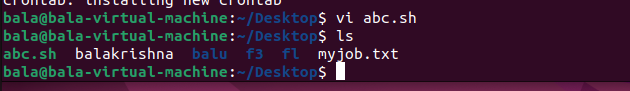 crontab: installing new crontab
bala@bala-virtual-machine:~/Desktop$ vi abc.sh
bala@bala-virtual-machine:~/Desktop$ ls
abc.sh balakrishna balu f3 fl myjob.txt
bala@bala-virtual-machine:~/Desktop$